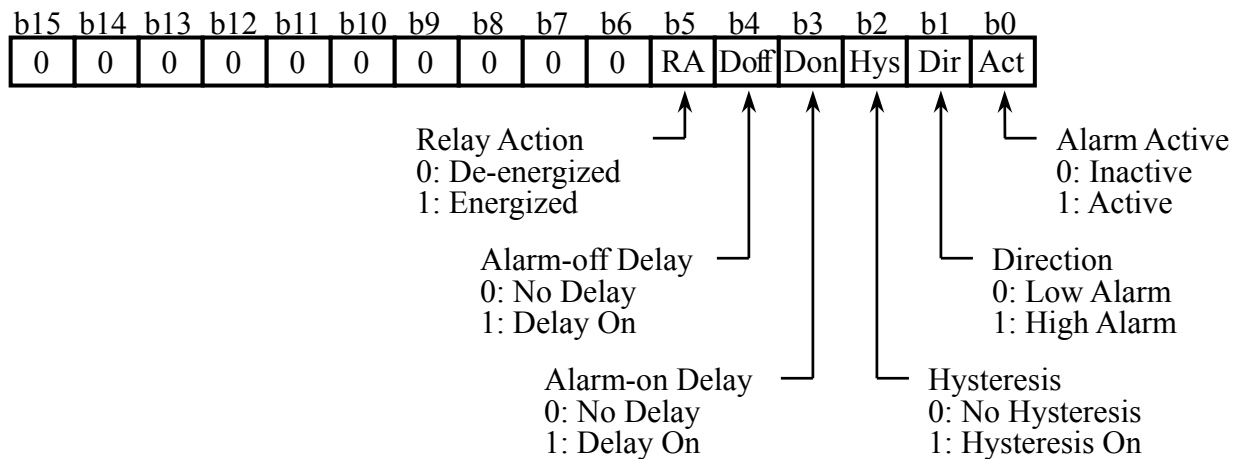 b15 b14 b13 b12 b11 b10 b9 b8 b7 b6 b5 b4 b3 b2 b1 b0
0 0 0 0 0 0 0 0 0 0 RA Doff Don Hys Dir Act
Relay Action
0: De-energized
1: Energized
Alarm Active
0: Inactive
1: Active
Alarm-off Delay
0: No Delay
1: Delay On
Direction
0: Low Alarm
1: High Alarm
Alarm-on Delay
0: No Delay
1: Delay On
Hysteresis
0: No Hysteresis
1: Hysteresis On